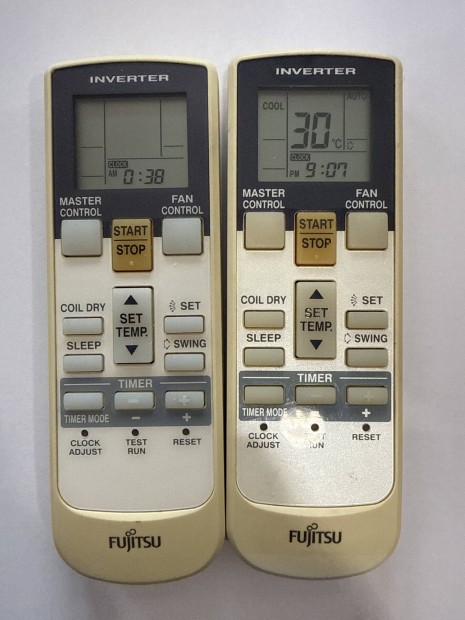 INVERTER
CLOCK
AM 0:38
MASTER
CONTROL
FAN
CONTROL
START
STOP
COIL DRY
SET
TEMP.
SET
SLEEP
SWING
TIMER
TIMER MODE
−
+
CLOCK
ADJUST
TEST
RUN
RESET
FUJITSU
INVERTER
AUTO
COOL
30°C
CLOCK
PM 9:07
MASTER
CONTROL
FAN
CONTROL
START
STOP
COIL DRY
SET
TEMP.
SET
SLEEP
SWING
TIMER
TIMER MODE
−
+
CLOCK
ADJUST
RESET
FUJITSU